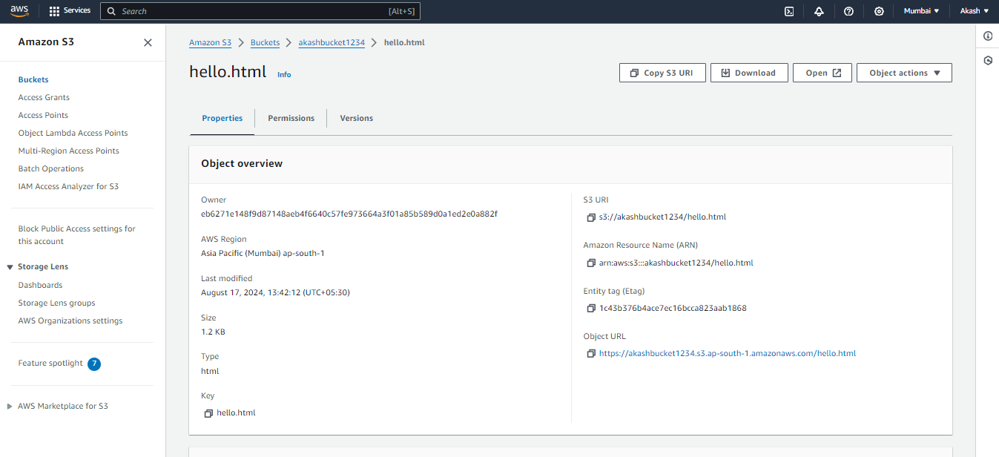 aws Services Search [Alt+S] Mumbai Akash
Amazon S3
Buckets
Access Grants
Access Points
Object Lambda Access Points
Multi-Region Access Points
Batch Operations
IAM Access Analyzer for S3
Block Public Access settings for
this account
Storage Lens
Dashboards
Storage Lens groups
AWS Organizations settings
Feature spotlight 7
AWS Marketplace for S3
Amazon S3 > Buckets > akashbucket1234 > hello.html
hello.html Info
Copy S3 URI Download Open Object actions
Properties Permissions Versions
Object overview
Owner
eb6271e148f9d87148aeb4f6640c57fe973664a3f01a85b589d0a1ed2e0a882f
AWS Region
Asia Pacific (Mumbai) ap-south-1
Last modified
August 17, 2024, 13:42:12 (UTC+05:30)
Size
1.2 KB
Type
html
Key
hello.html
S3 URI
s3://akashbucket1234/hello.html
Amazon Resource Name (ARN)
arn:aws:s3:::akashbucket1234/hello.html
Entity tag (Etag)
1c43b376b4ace7ec16bcca823aab1868
Object URL
https://akashbucket1234.s3.ap-south-1.amazonaws.com/hello.html